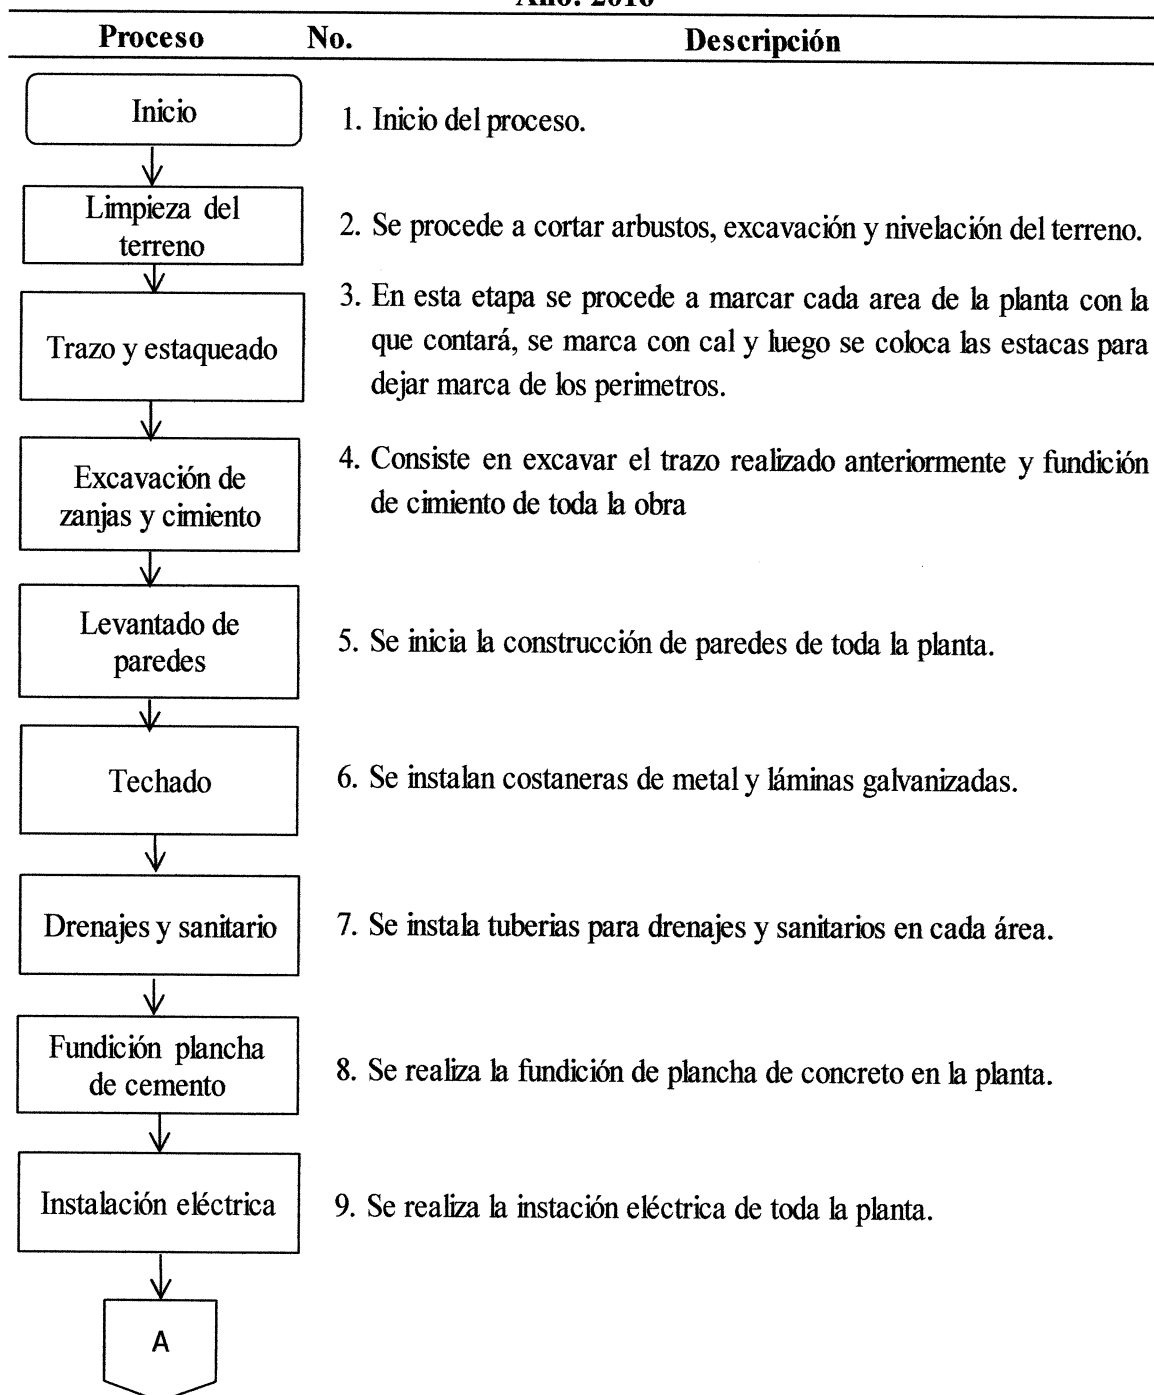 Proceso No. Descripción
Inicio
1. Inicio del proceso.
Limpieza del
terreno
2. Se procede a cortar arbustos, excavación y nivelación del terreno.
Trazo y estaqueado
3. En esta etapa se procede a marcar cada area de la planta con la
que contará, se marca con cal y luego se coloca las estacas para
dejar marca de los perimetros.
Excavación de
zanjas y cimiento
4. Consiste en excavar el trazo realizado anteriormente y fundición
de cimiento de toda la obra
Levantado de
paredes
5. Se inicia la construcción de paredes de toda la planta.
Techado
6. Se instalan costaneras de metal y láminas galvanizadas.
Drenajes y sanitario
7. Se instala tuberias para drenajes y sanitarios en cada área.
Fundición plancha
de cemento
8. Se realiza la fundición de plancha de concreto en la planta.
Instalación eléctrica
9. Se realiza la instación eléctrica de toda la planta.
A